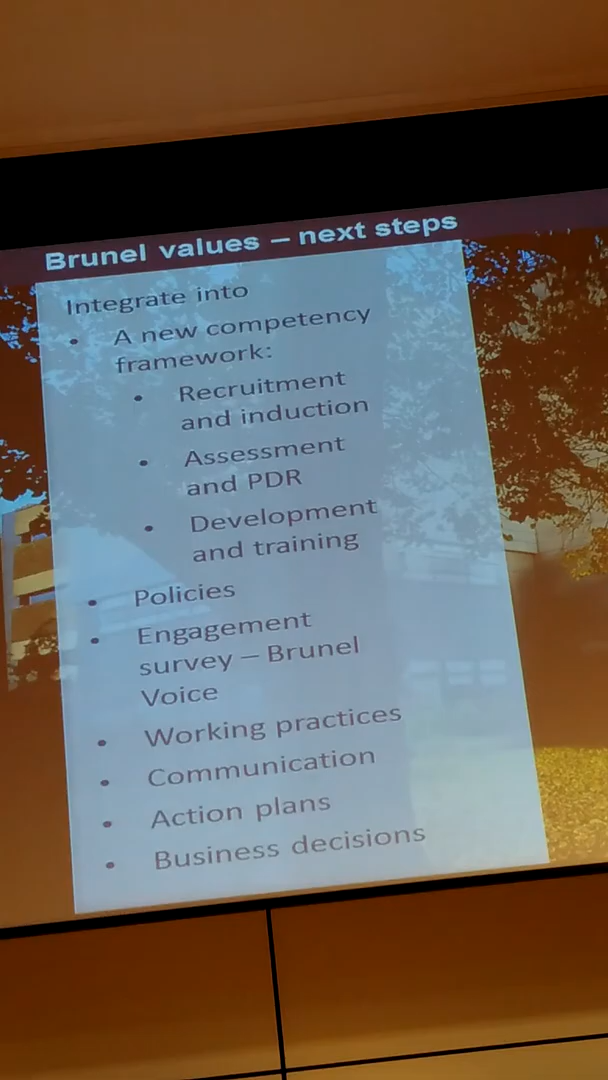 Brunel values – next steps
Integrate into
• A new competency
framework:
• Recruitment
and induction
• Assessment
and PDR
• Development
and training
• Policies
• Engagement
survey – Brunel
Voice
• Working practices
• Communication
• Action plans
• Business decisions